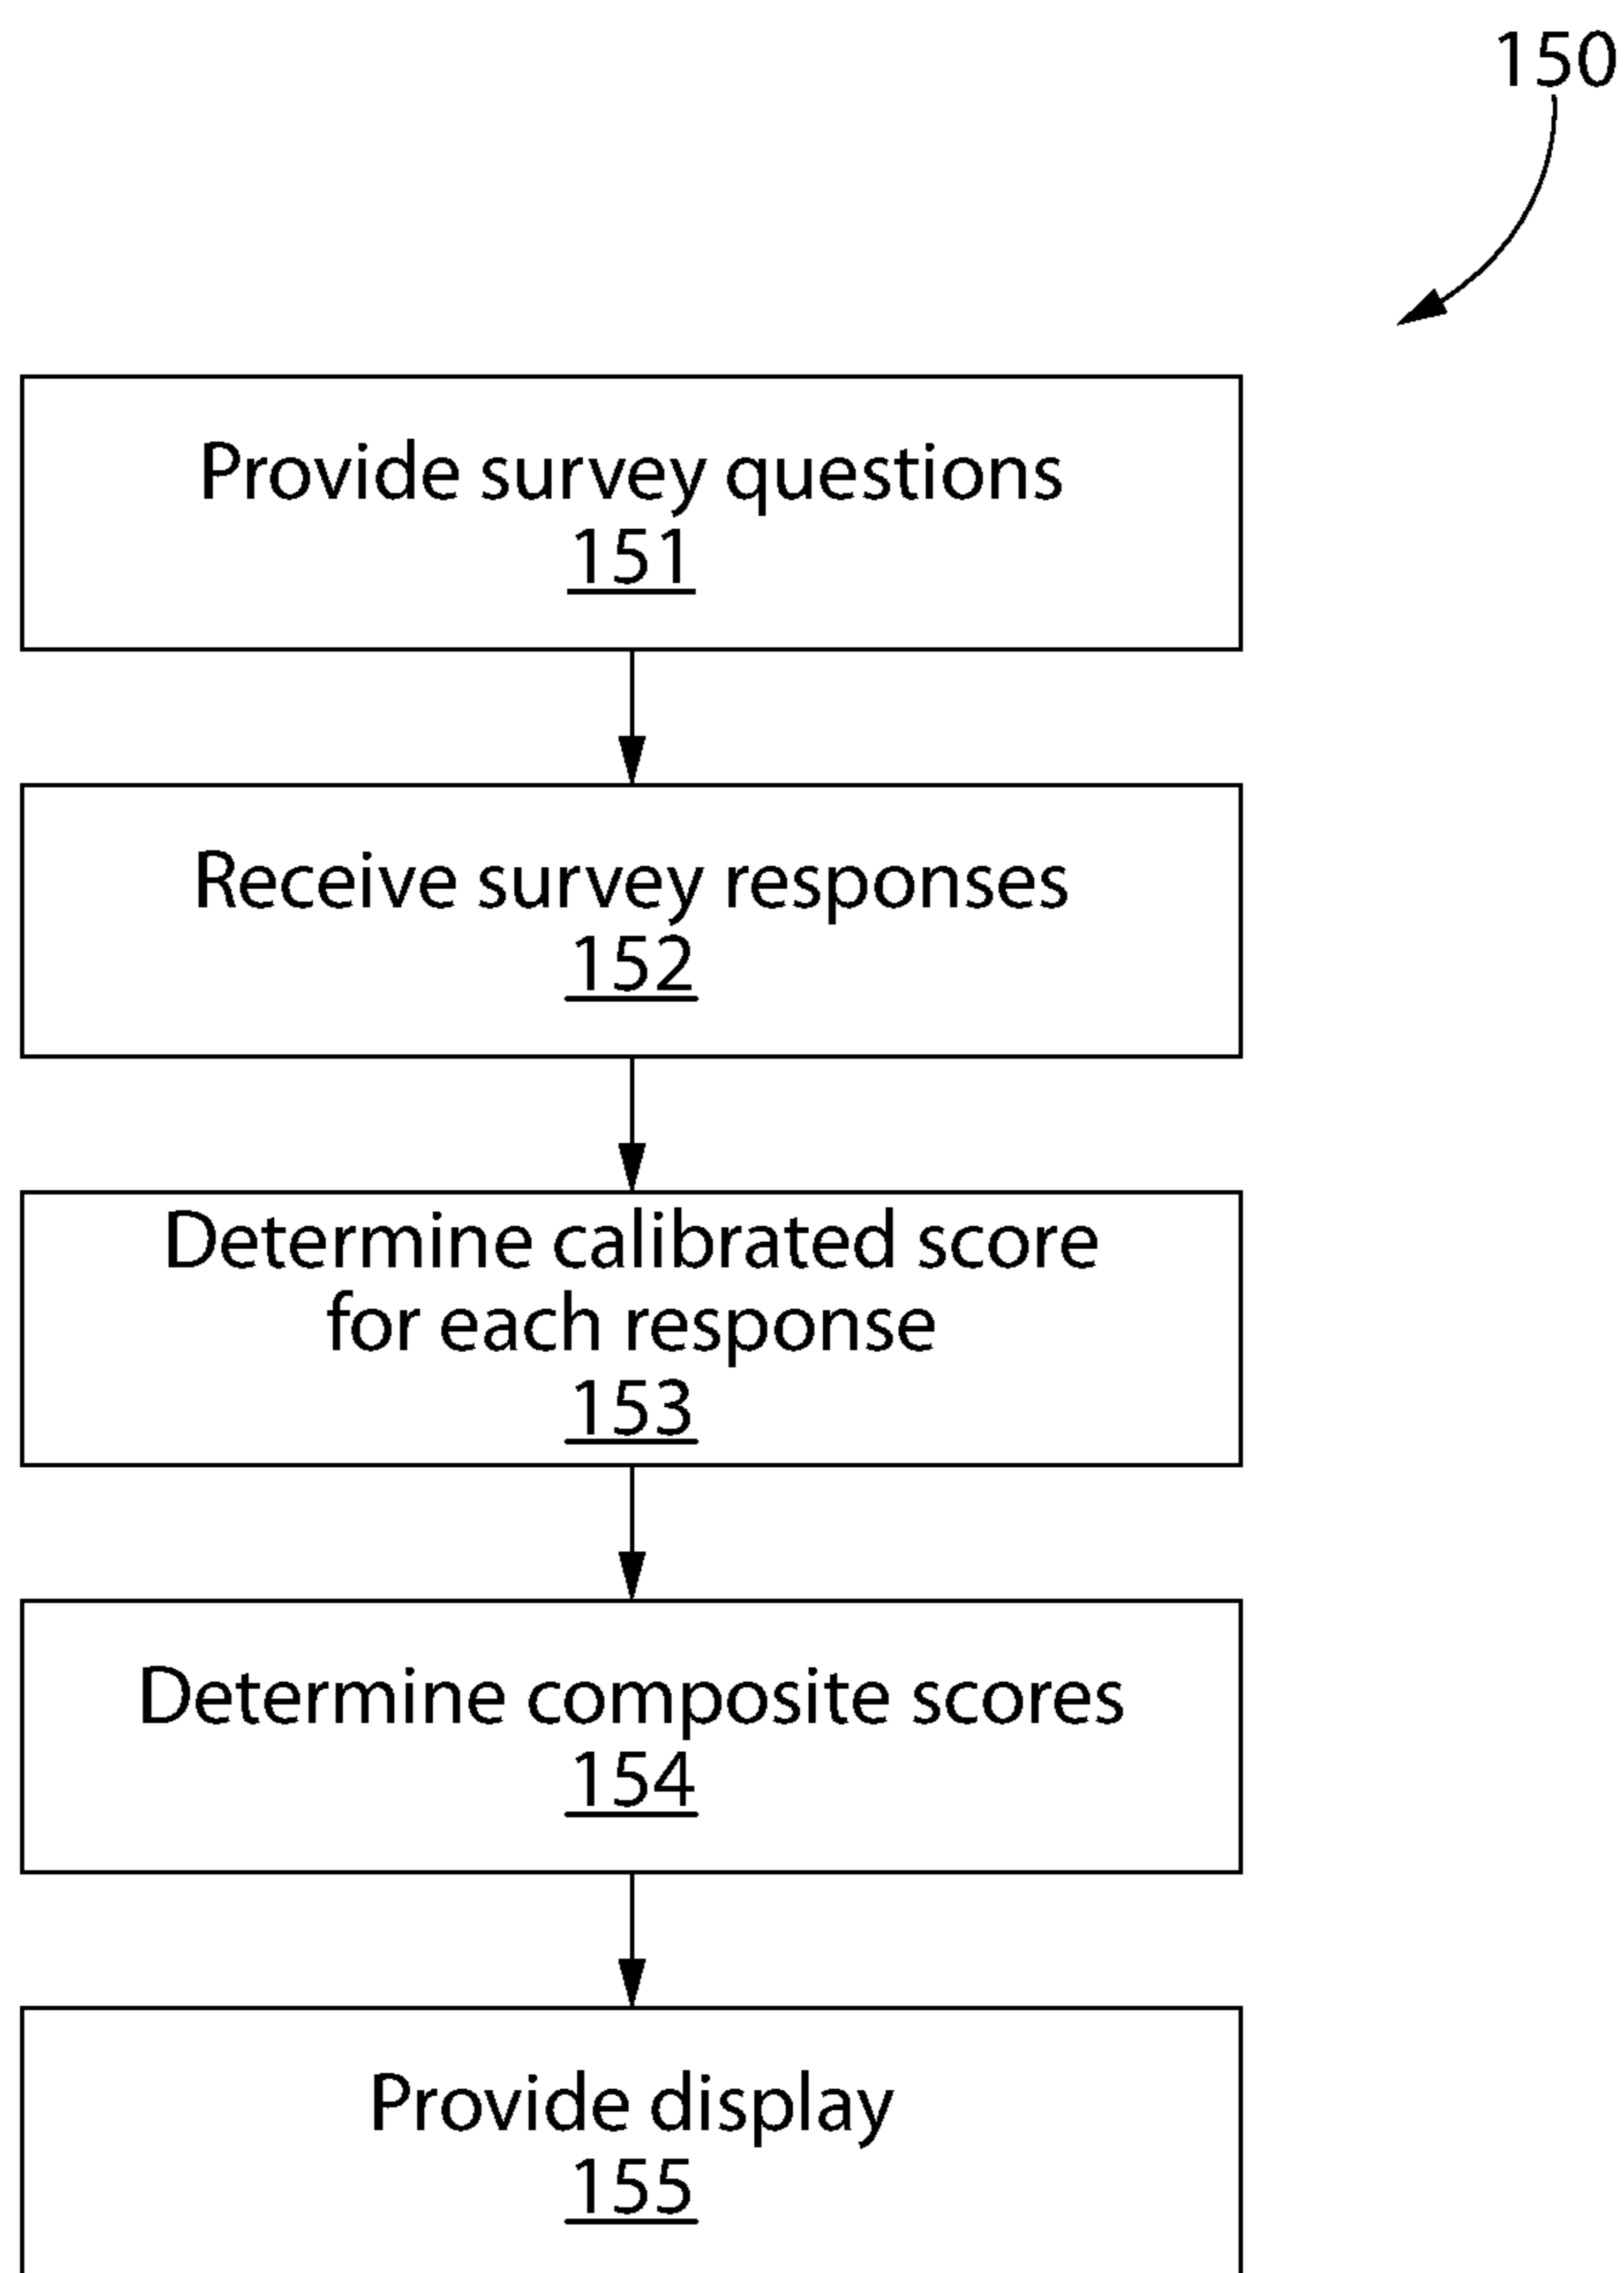 150
Provide survey questions
151
Receive survey responses
152
Determine calibrated score
for each response
153
Determine composite scores
154
Provide display
155